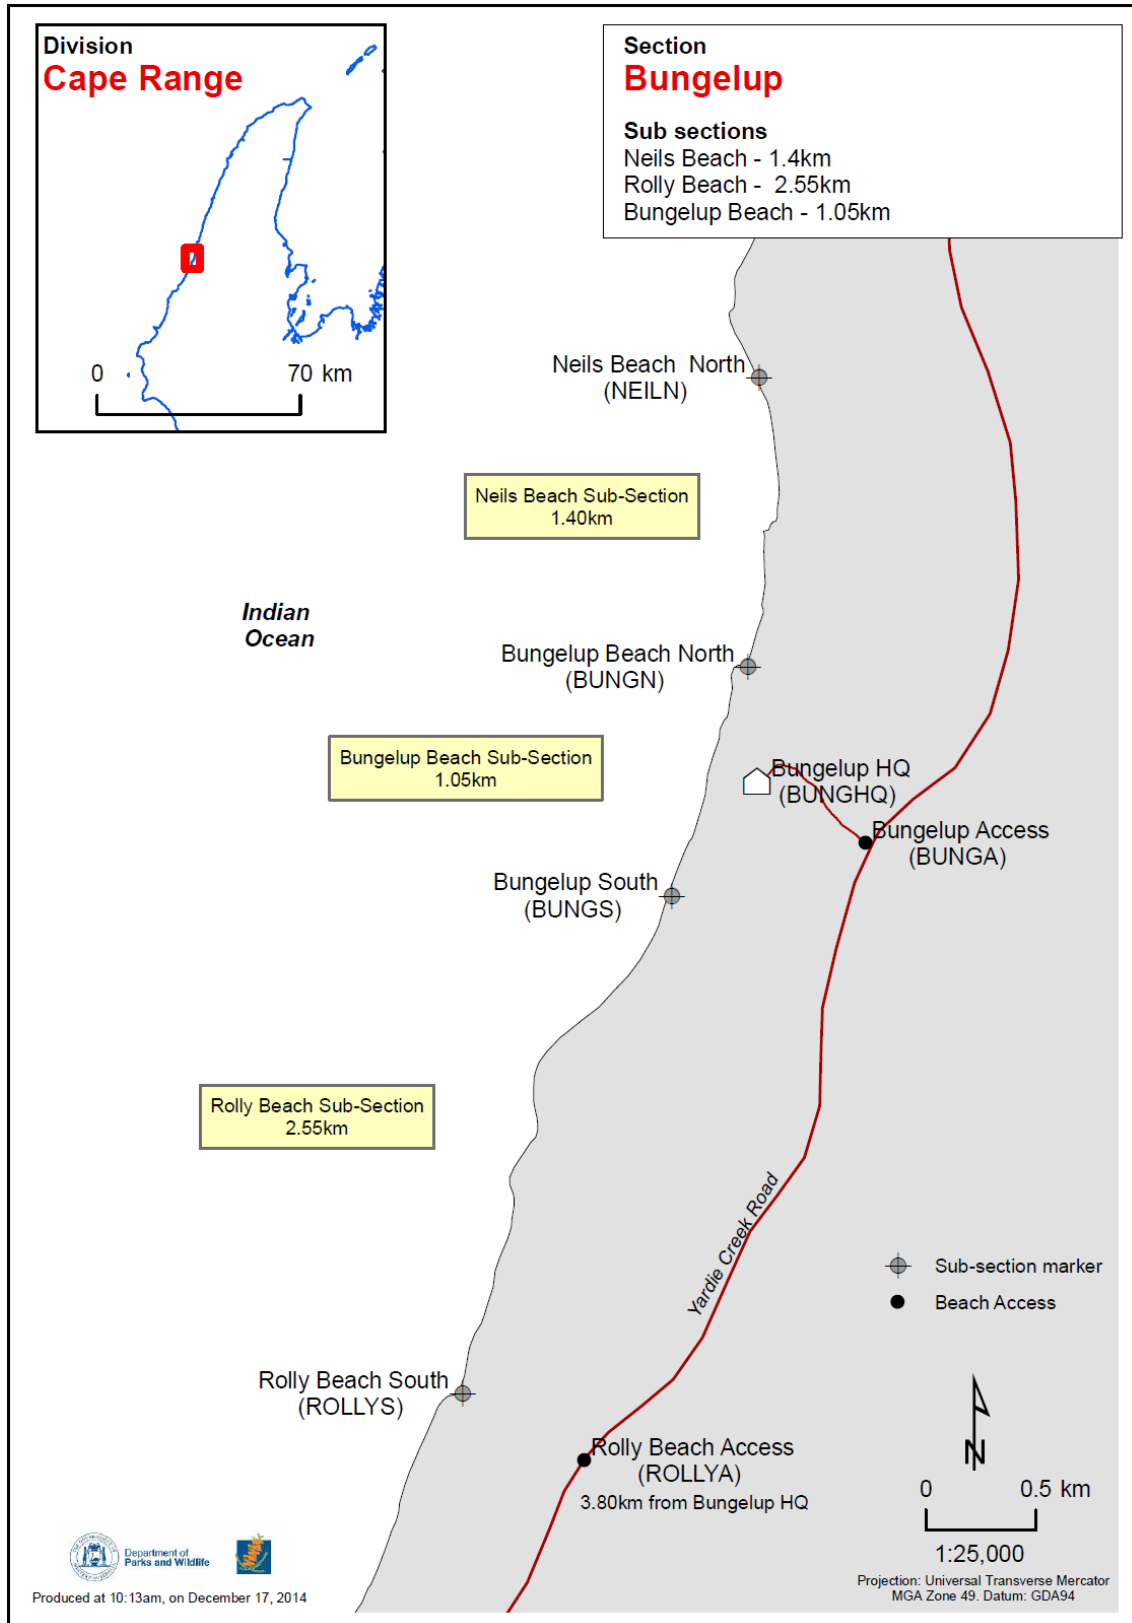 Division
Cape Range
0
70 km
Section
Bungelup
Sub sections
Neils Beach - 1.4km
Rolly Beach -  2.55km
Bungelup Beach - 1.05km
Neils Beach  North
(NEILN)
Neils Beach Sub-Section
1.40km
Indian
Ocean
Bungelup Beach North
(BUNGN)
Bungelup Beach Sub-Section
1.05km
Bungelup HQ
(BUNGHQ)
Bungelup Access
(BUNGA)
Bungelup South
(BUNGS)
Rolly Beach Sub-Section
2.55km
Yardie Creek Road
Sub-section marker
Beach Access
Rolly Beach South
(ROLLYS)
Rolly Beach Access
(ROLLYA)
3.80km from Bungelup HQ
N
0
0.5 km
1:25,000
Projection: Universal Transverse Mercator
MGA Zone 49. Datum: GDA94
Department of
Parks and Wildlife
Produced at 10:13am, on December 17, 2014